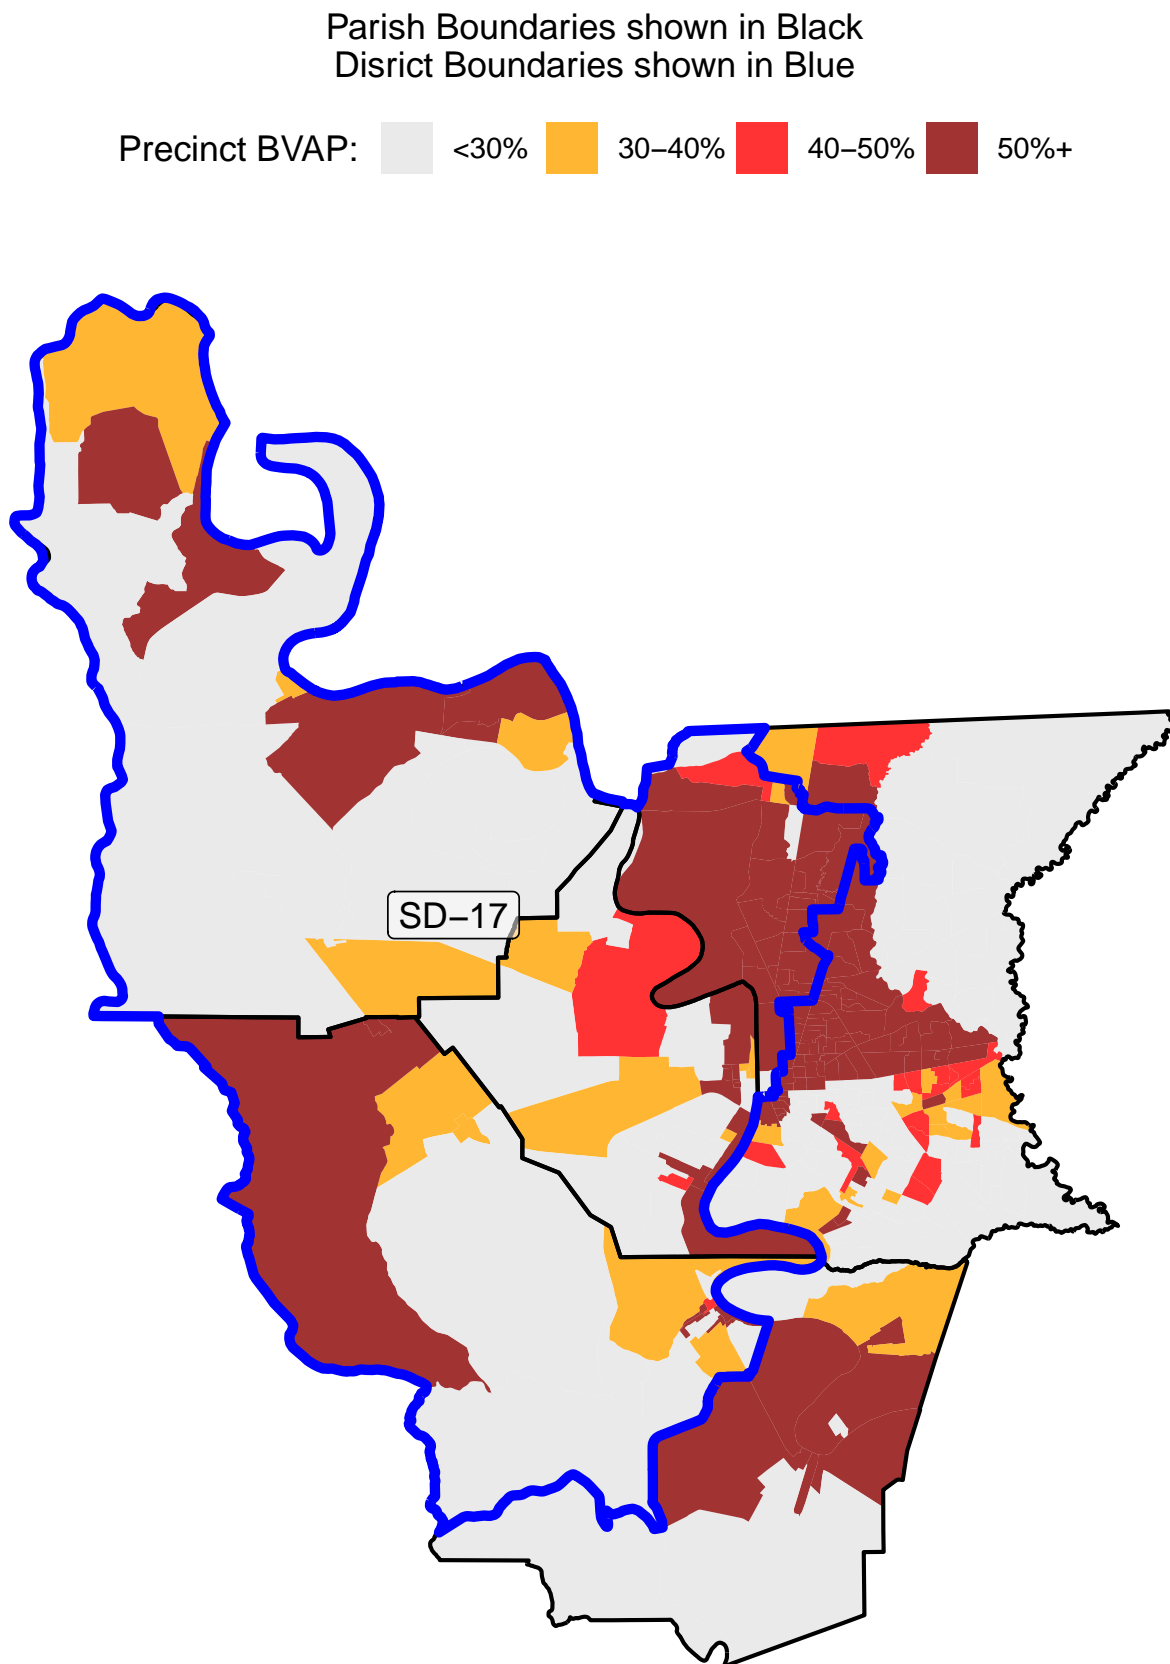 Parish Boundaries shown in Black
Disrict Boundaries shown in Blue
Precinct BVAP: <30% 30−40% 40−50% 50%+
SD−17